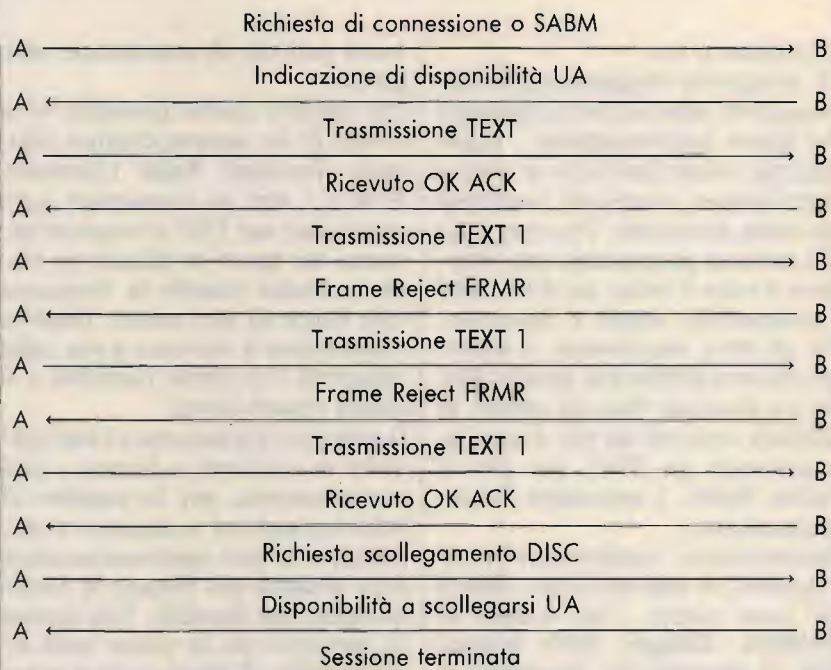 Richiesta di connessione o SABM
A B
Indicazione di disponibilità UA
A B
Trasmissione TEXT
A B
Ricevuto OK ACK
A B
Trasmissione TEXT 1
A B
Frame Reject FRMR
A B
Trasmissione TEXT 1
A B
Frame Reject FRMR
A B
Trasmissione TEXT 1
A B
Ricevuto OK ACK
A B
Richiesta scollegamento DISC
A B
Disponibilità a scollegarsi UA
A B
Sessione terminata